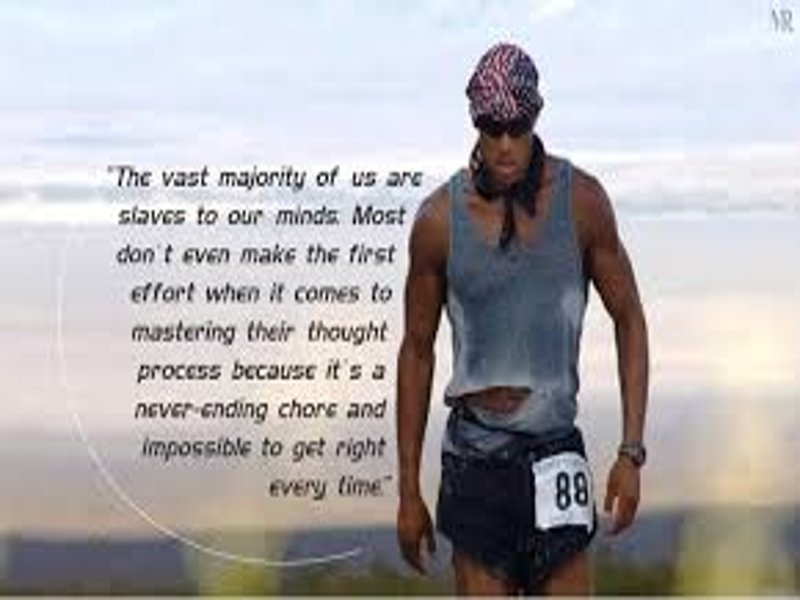 "The vast majority of us are
slaves to our minds. Most
don't even make the first
effort when it comes to
mastering their thought
process because it's a
never-ending chore and
impossible to get right
every time."
88
MR